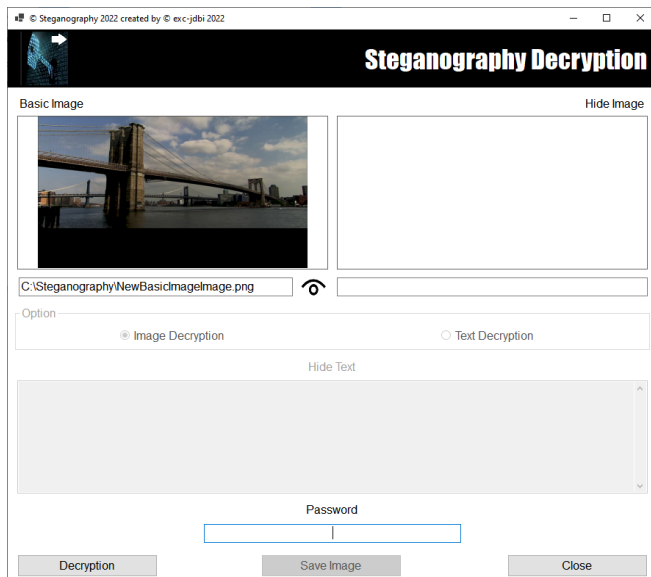 © Steganography 2022 created by © exc-jdbi 2022
Steganography Decryption
Basic Image
Hide Image
C:\Steganography\NewBasicImageImage.png
Option
Image Decryption
Text Decryption
Hide Text
Password
Decryption
Save Image
Close